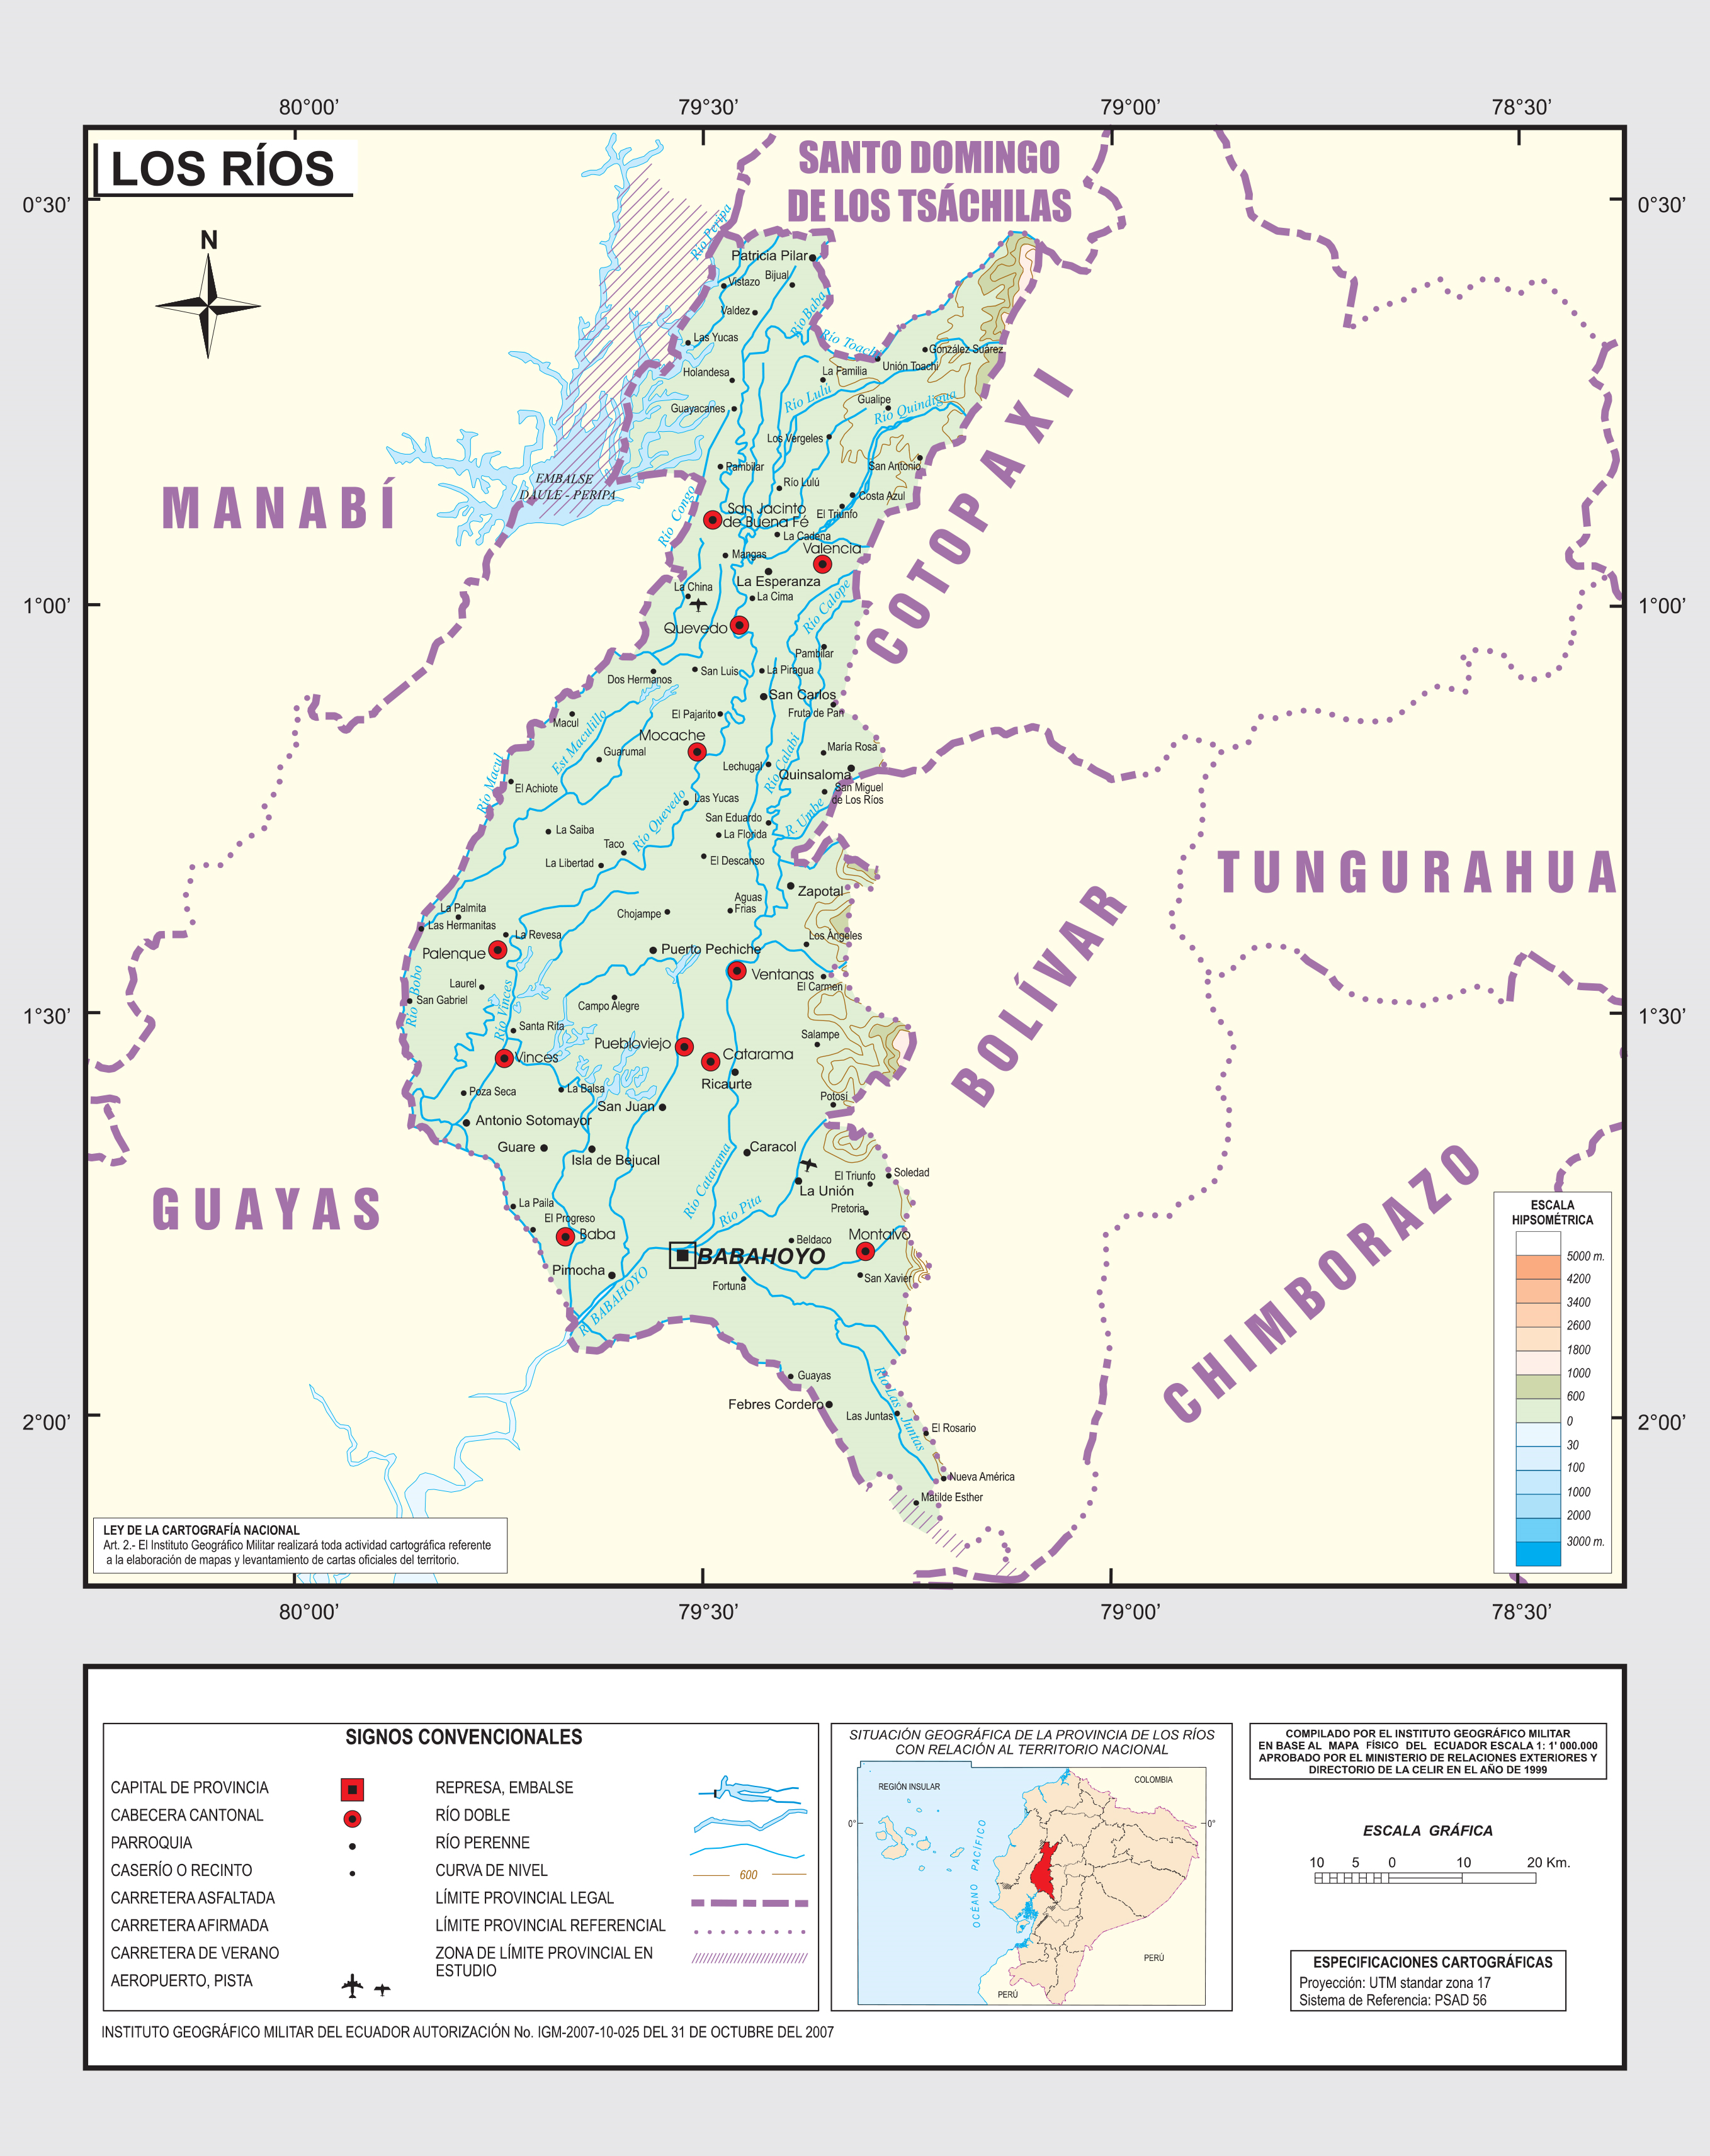 80°00’
79°30’
79°00’
78°30’
LOS RÍOS
SANTO DOMINGO
DE LOS TSÁCHILAS
0°30’
0°30’
N
Río Peripa
Patricia Pilar
Bijual
Vistazo
Valdez
Río Baba
Río Toachi
Las Yucas
González Suárez
Unión Toachi
Holandesa
La Familia
Río Lulú
Gualipe
Río Quindigua
Guayacanes
Los Vergeles
San Antonio
Pambilar
EMBALSE
DAULE - PERIPA
Río Lulú
Costa Azul
MANABÍ
COTOPAXI
Río Congo
San Jacinto
de Buena Fé
El Triunfo
La Cadena
Valencia
Mangas
La Esperanza
La China
La Cima
Río Calope
1°00’
1°00’
Quevedo
Pambilar
Dos Hermanos
San Luis
La Piragua
San Carlos
Fruta de Pan
Macul
El Pajarito
Est Maculillo
Mocache
Guarumal
María Rosa
Lechugal
Río Calabí
Quinsaloma
Río Macul
El Achiote
San Miguel
de Los Ríos
Las Yucas
Río Quevedo
San Eduardo
R. Umbe
La Saiba
La Florida
Taco
La Libertad
El Descanso
TUNGURAHUA
Zapotal
Aguas
Frias
Chojampe
La Palmita
Las Hermanitas
La Revesa
Los Ángeles
Palenque
Puerto Pechiche
Ventanas
BOLÍVAR
Laurel
San Gabriel
Río Bobo
Río Vinces
El Carmen
Campo Alegre
1°30’
1°30’
Santa Rita
Salampe
Puebloviejo
Vinces
Catarama
Ricaurte
Poza Seca
La Balsa
San Juan
Potosí
Antonio Sotomayor
Guare
Isla de Bejucal
Caracol
El Triunfo
Soledad
La Unión
Río Catarama
Río Pita
Pretoria
GUAYAS
CHIMBORAZO
La Paila
El Progreso
Baba
Beldaco
Montalvo
BABAHOYO
Pimocha
Fortuna
San Xavier
R. BABAHOYO
Guayas
Febres Cordero
Río Las Juntas
Las Juntas
El Rosario
2°00’
2°00’
Nueva América
Matilde Esther
ESCALA
HIPSOMÉTRICA
5000 m.
4200
3400
2600
1800
1000
600
0
30
100
1000
2000
3000 m.
LEY DE LA CARTOGRAFÍA NACIONAL
Art. 2.- El Instituto Geográfico Militar realizará toda actividad cartográfica referente
a la elaboración de mapas y levantamiento de cartas oficiales del territorio.
80°00’
79°30’
79°00’
78°30’
SIGNOS CONVENCIONALES
CAPITAL DE PROVINCIA
CABECERA CANTONAL
PARROQUIA
CASERÍO O RECINTO
CARRETERA ASFALTADA
CARRETERA AFIRMADA
CARRETERA DE VERANO
AEROPUERTO, PISTA
REPRESA, EMBALSE
RÍO DOBLE
RÍO PERENNE
CURVA DE NIVEL
600
LÍMITE PROVINCIAL LEGAL
LÍMITE PROVINCIAL REFERENCIAL
ZONA DE LÍMITE PROVINCIAL EN
ESTUDIO
SITUACIÓN GEOGRÁFICA DE LA PROVINCIA DE LOS RÍOS
CON RELACIÓN AL TERRITORIO NACIONAL
REGIÓN INSULAR
COLOMBIA
0°
0°
OCÉANO PACÍFICO
PERÚ
PERÚ
COMPILADO POR EL INSTITUTO GEOGRÁFICO MILITAR
EN BASE AL MAPA FÍSICO DEL ECUADOR ESCALA 1: 1' 000.000
APROBADO POR EL MINISTERIO DE RELACIONES EXTERIORES Y
DIRECTORIO DE LA CELIR EN EL AÑO DE 1999
ESCALA GRÁFICA
10 5 0 10 20 Km.
ESPECIFICACIONES CARTOGRÁFICAS
Proyección: UTM standar zona 17
Sistema de Referencia: PSAD 56
INSTITUTO GEOGRÁFICO MILITAR DEL ECUADOR AUTORIZACIÓN No. IGM-2007-10-025 DEL 31 DE OCTUBRE DEL 2007